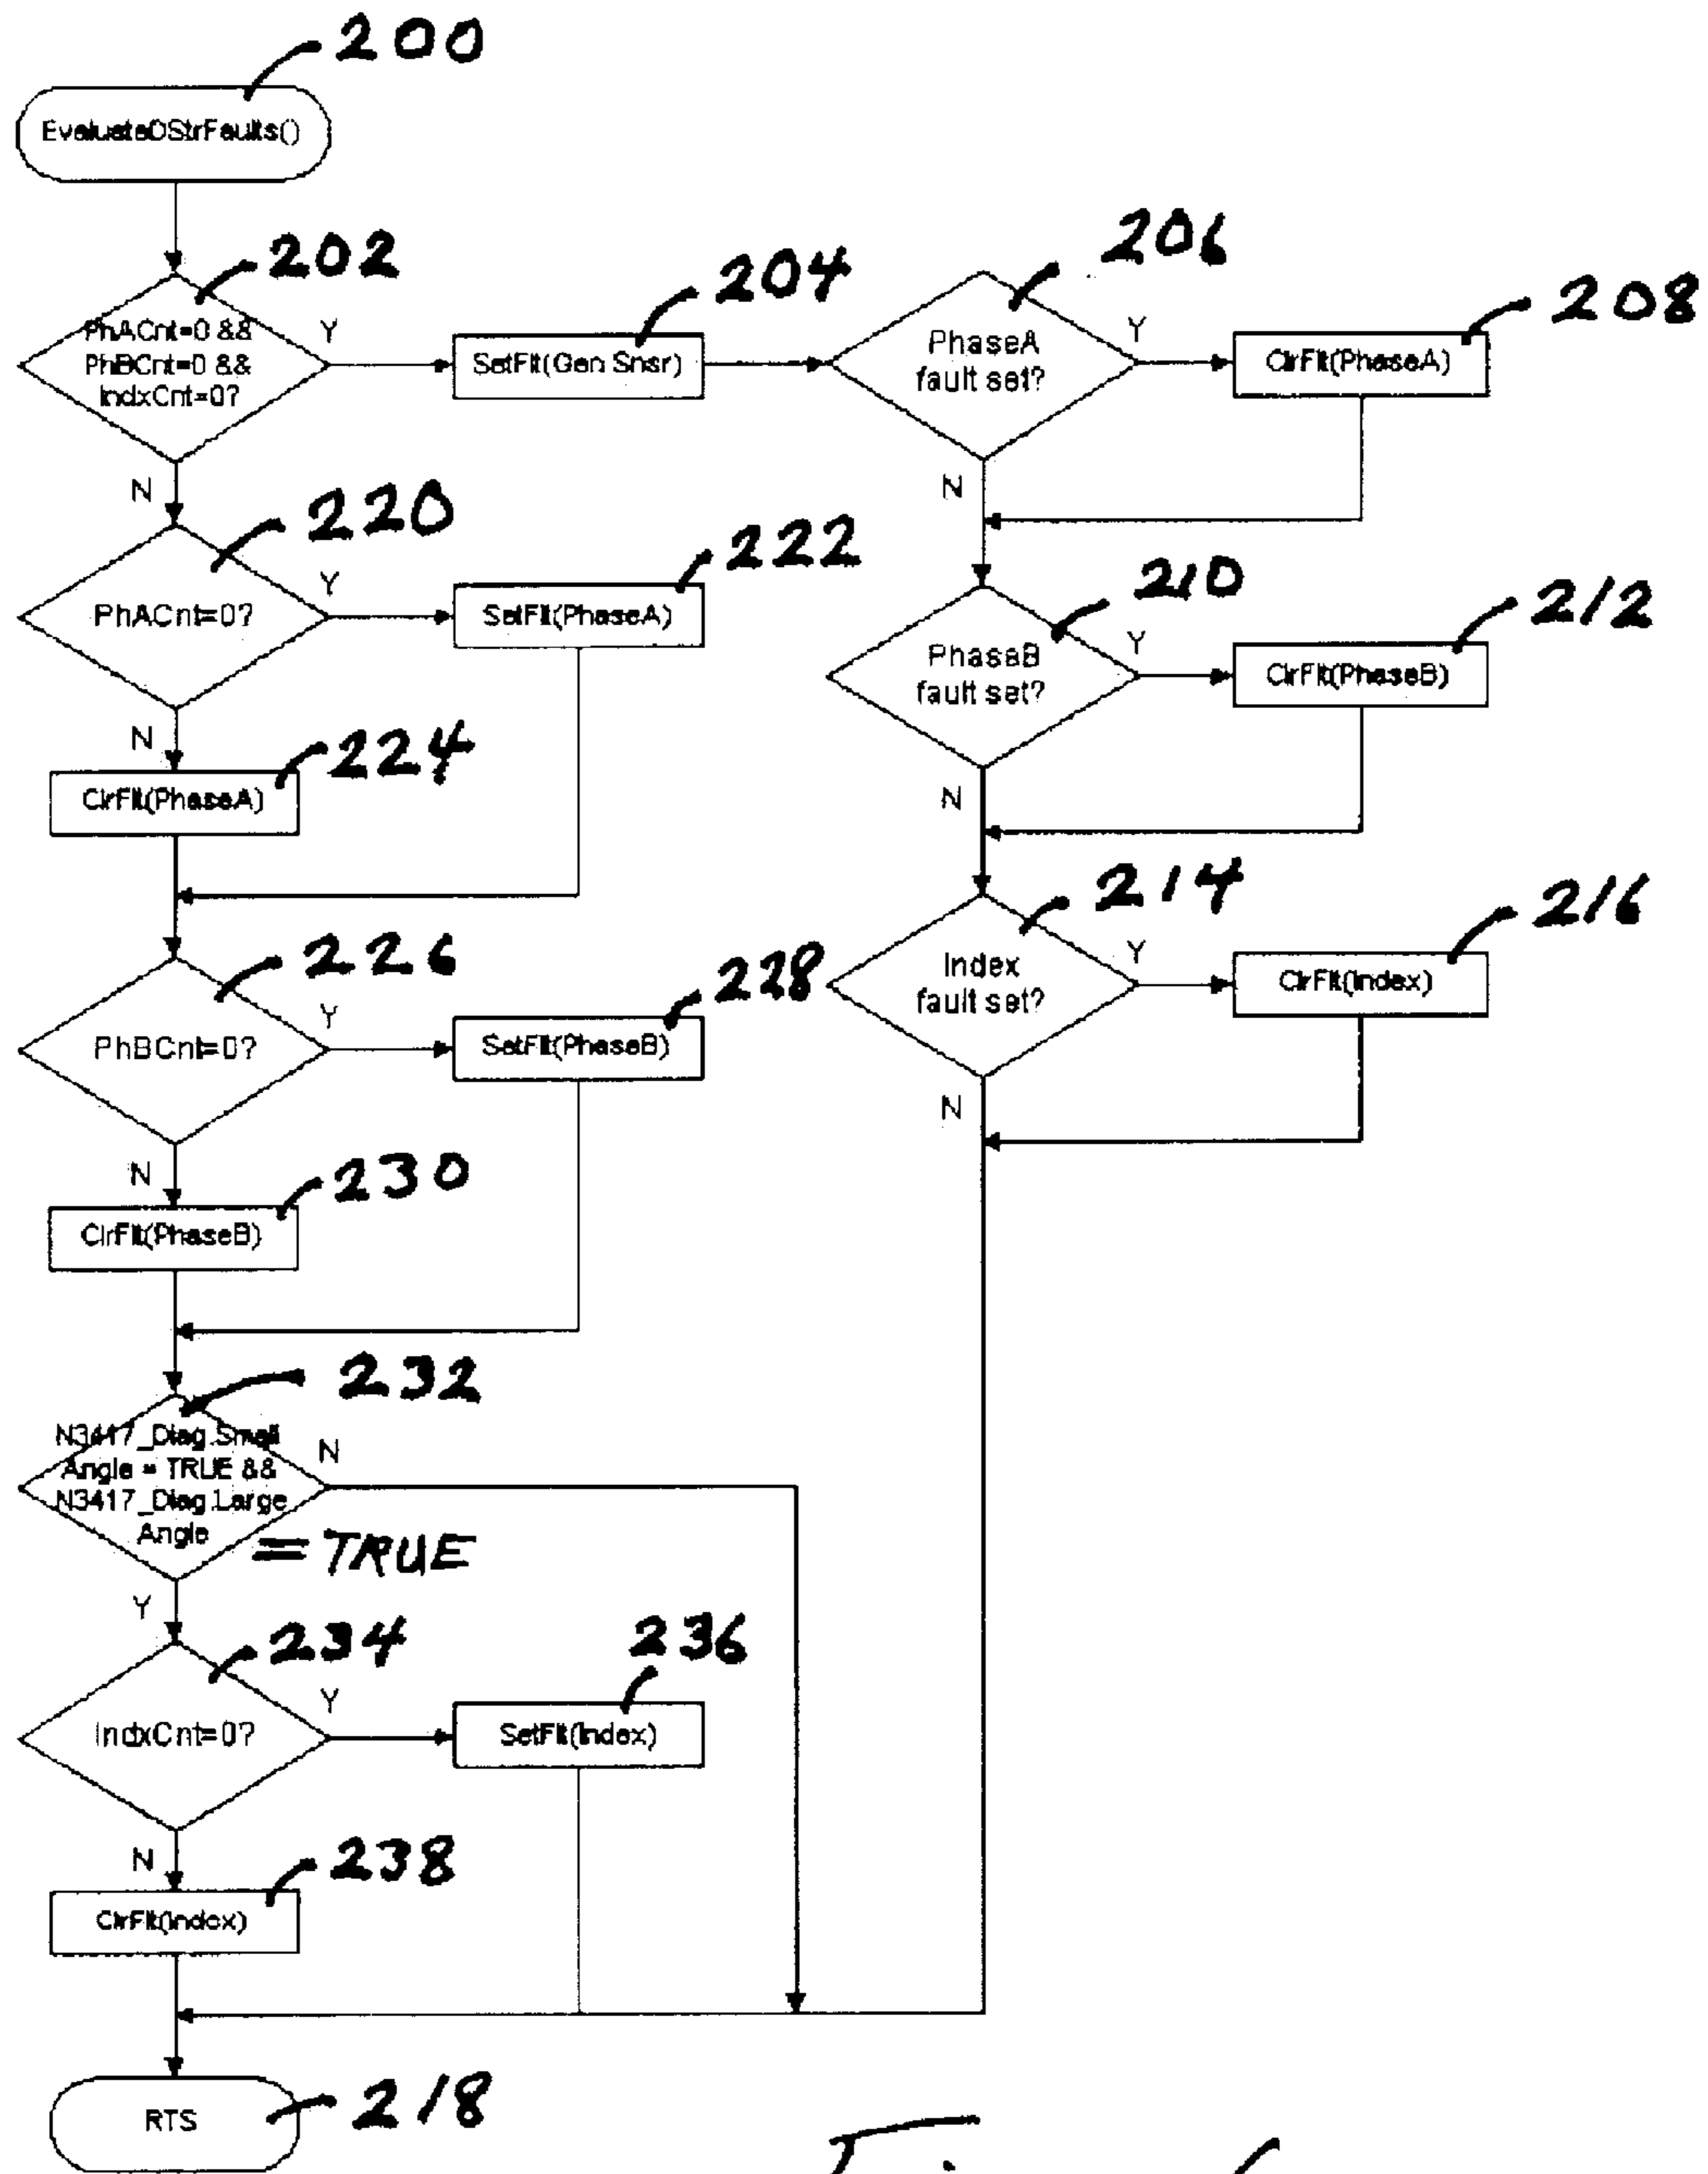 200
EvaluateDStrFaults()
202
PhACnt=0 &&
PhBCnt=0 &&
IndxCnt=0?
Y
N
204
SetFlt(Gen Snsr)
206
PhaseA
fault set?
Y
N
208
ClrFlt(PhaseA)
220
PhACnt=0?
Y
N
222
SetFlt(PhaseA)
210
PhaseB
fault set?
Y
N
212
ClrFlt(PhaseB)
224
ClrFlt(PhaseA)
214
Index
fault set?
Y
N
216
ClrFlt(Index)
226
PhBCnt=0?
Y
N
228
SetFlt(PhaseB)
230
ClrFlt(PhaseB)
232
N3417_Diag.Small
Angle = TRUE &&
N3417_Diag.Large
Angle
= TRUE
N
Y
234
IndxCnt=0?
Y
N
236
SetFlt(Index)
238
ClrFlt(Index)
RTS
218